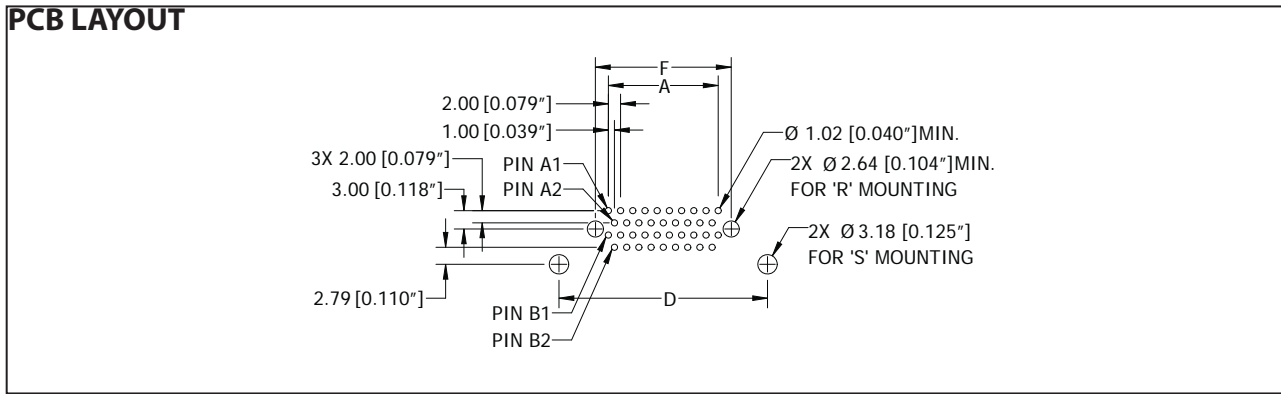 PCB LAYOUT
F
A
2.00 [0.079"]
1.00 [0.039"]
Ø 1.02 [0.040"]MIN.
3X 2.00 [0.079"]
PIN A1
2X Ø 2.64 [0.104"]MIN.
3.00 [0.118"]
PIN A2
FOR 'R' MOUNTING
2X Ø 3.18 [0.125"]
FOR 'S' MOUNTING
2.79 [0.110"]
D
PIN B1
PIN B2